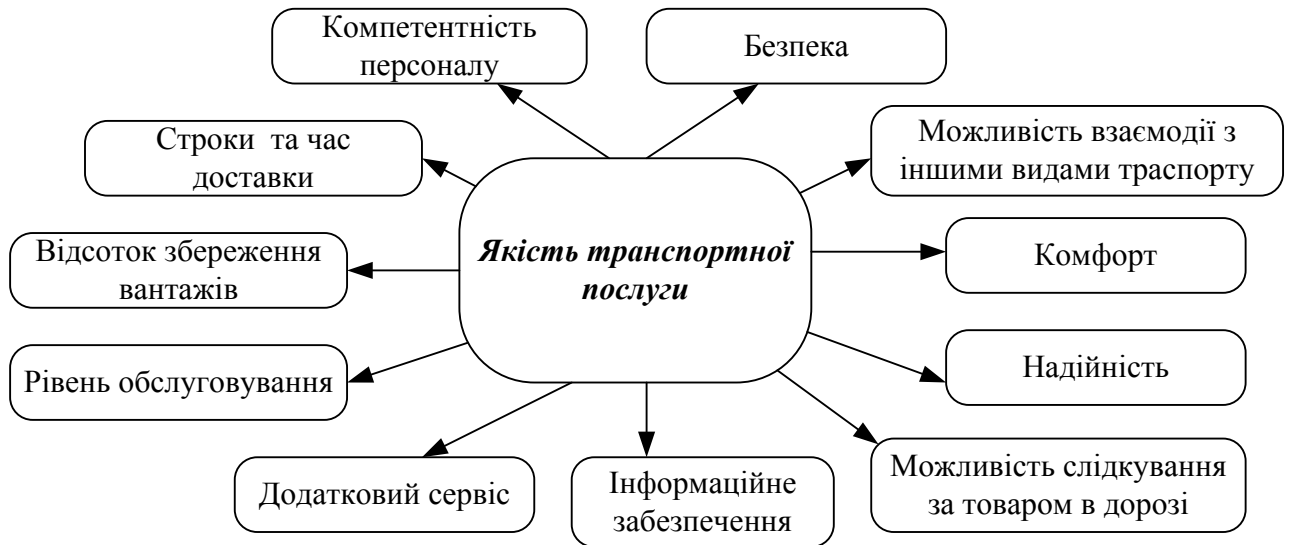 Компетентність
персоналу
Безпека
Строки та час
доставки
Можливість взаємодії з
іншими видами траспорту
Якість транспортної
послуги
Відсоток збереження
вантажів
Комфорт
Рівень обслуговування
Надійність
Додатковий сервіс
Інформаційне
забезпечення
Можливість слідкування
за товаром в дорозі